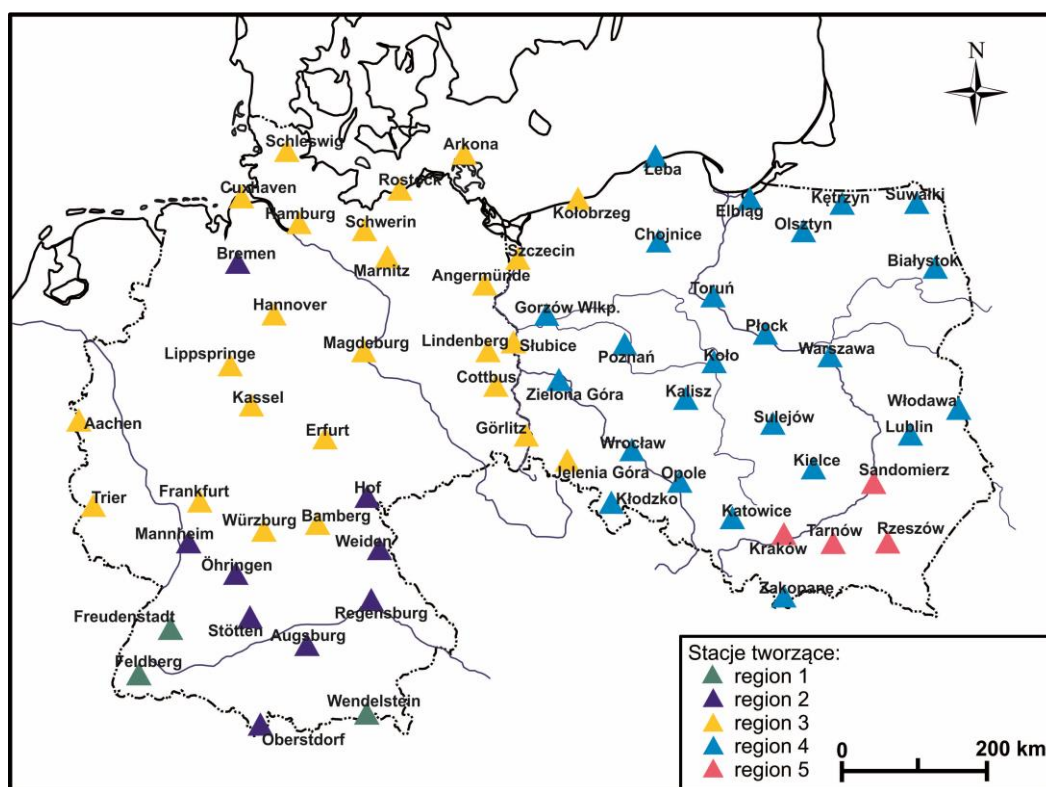 N
Schleswig
Arkona
Łeba
Cuxhaven
Rostock
Kołobrzeg
Elbląg
Kętrzyn
Suwałki
Hamburg
Schwerin
Chojnice
Olsztyn
Bremen
Marnitz
Szczecin
Białystok
Angermünde
Toruń
Hannover
Gorzów Wlkp.
Płock
Lippspringe
Magdeburg
Lindenberg
Słubice
Poznań
Koło
Warszawa
Kassel
Cottbus
Zielona Góra
Kalisz
Włodawa
Aachen
Erfurt
Görlitz
Sulejów
Lublin
Wrocław
Jelenia Góra
Opole
Kielce
Sandomierz
Trier
Frankfurt
Hof
Kłodzko
Mannheim
Würzburg
Bamberg
Katowice
Tarnów
Rzeszów
Weiden
Kraków
Öhringen
Zakopane
Freudenstadt
Stötten
Regensburg
Augsburg
Feldberg
Wendelstein
Oberstdorf
Stacje tworzące:
region 1
region 2
region 3
region 4
region 5
0 200 km